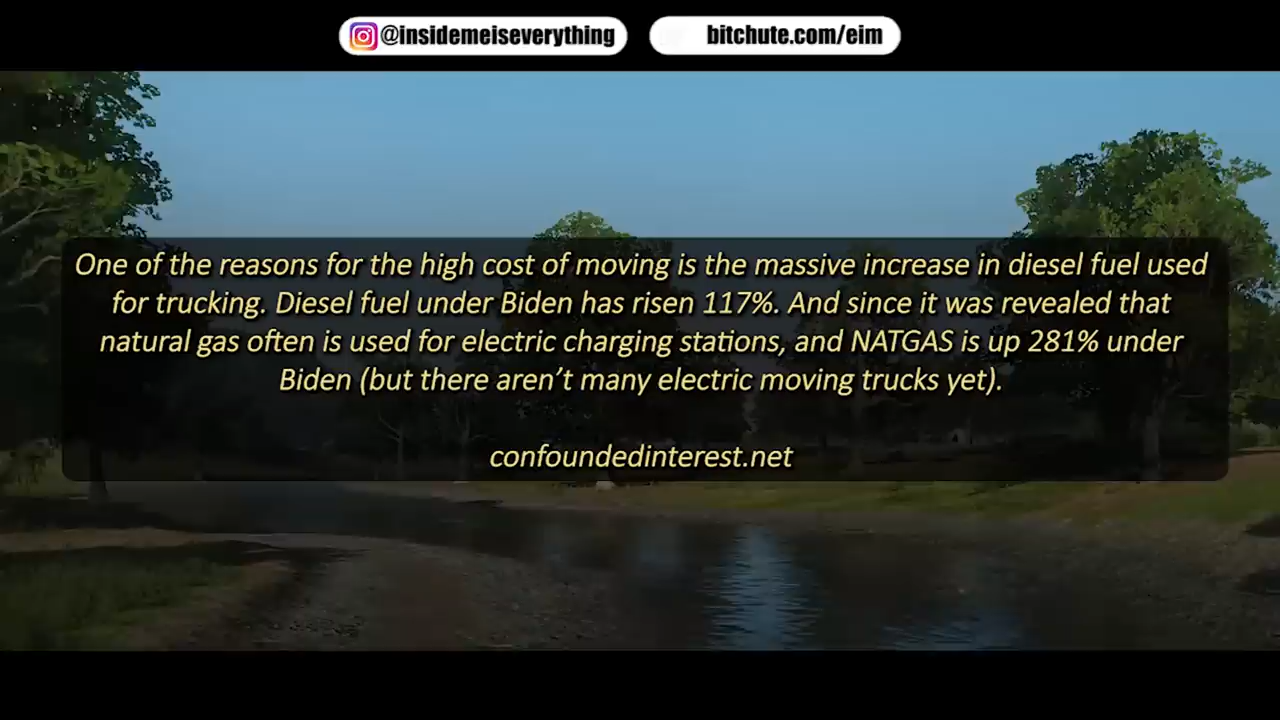 @insidemeiseverything
bitchute.com/eim
One of the reasons for the high cost of moving is the massive increase in diesel fuel used
for trucking. Diesel fuel under Biden has risen 117%. And since it was revealed that
natural gas often is used for electric charging stations, and NATGAS is up 281% under
Biden (but there aren’t many electric moving trucks yet).
confoundedinterest.net